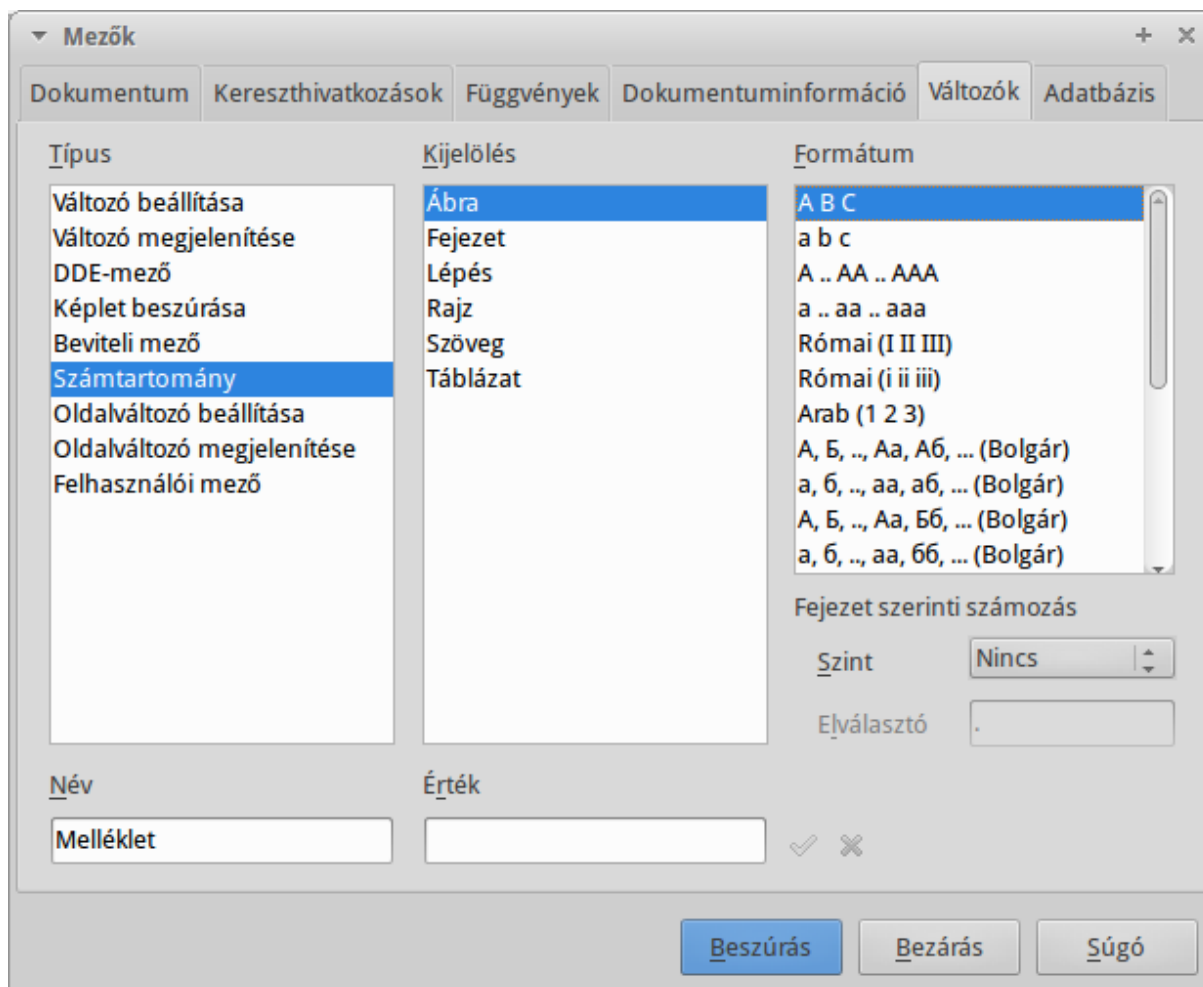 Mezők
Dokumentum Kereszthivatkozások Függvények Dokumentuminformáció Változók Adatbázis
Típus
Változó beállítása
Változó megjelenítése
DDE-mező
Képlet beszúrása
Beviteli mező
Számtartomány
Oldalváltozó beállítása
Oldalváltozó megjelenítése
Felhasználói mező
Kijelölés
Ábra
Fejezet
Lépés
Rajz
Szöveg
Táblázat
Formátum
A B C
a b c
A .. AA .. AAA
a .. aa .. aaa
Római (I II III)
Római (i ii iii)
Arab (1 2 3)
А, Б, .., Аа, Аб, ... (Bolgár)
а, б, .., аа, аб, ... (Bolgár)
А, Б, .., Аа, Бб, ... (Bolgár)
а, б, .., аа, бб, ... (Bolgár)
Fejezet szerinti számozás
Szint Nincs
Elválasztó .
Név
Melléklet
Érték
Beszúrás Bezárás Súgó